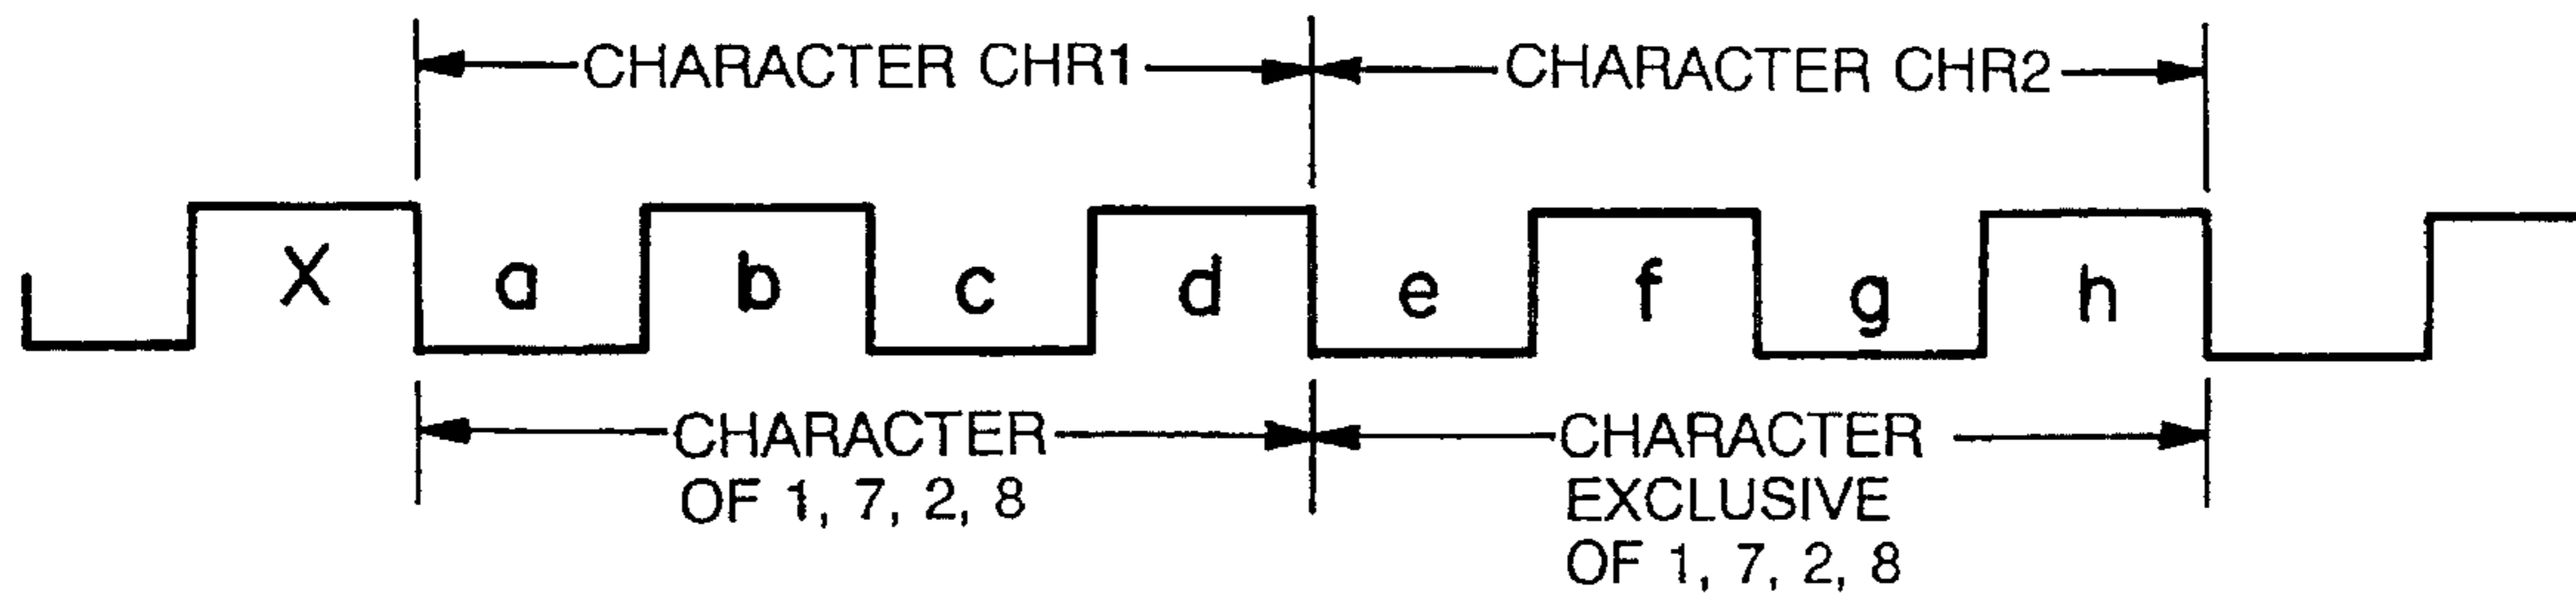 CHARACTER CHR1 CHARACTER CHR2
X a b c d e f g h
CHARACTER
OF 1, 7, 2, 8
CHARACTER
EXCLUSIVE
OF 1, 7, 2, 8